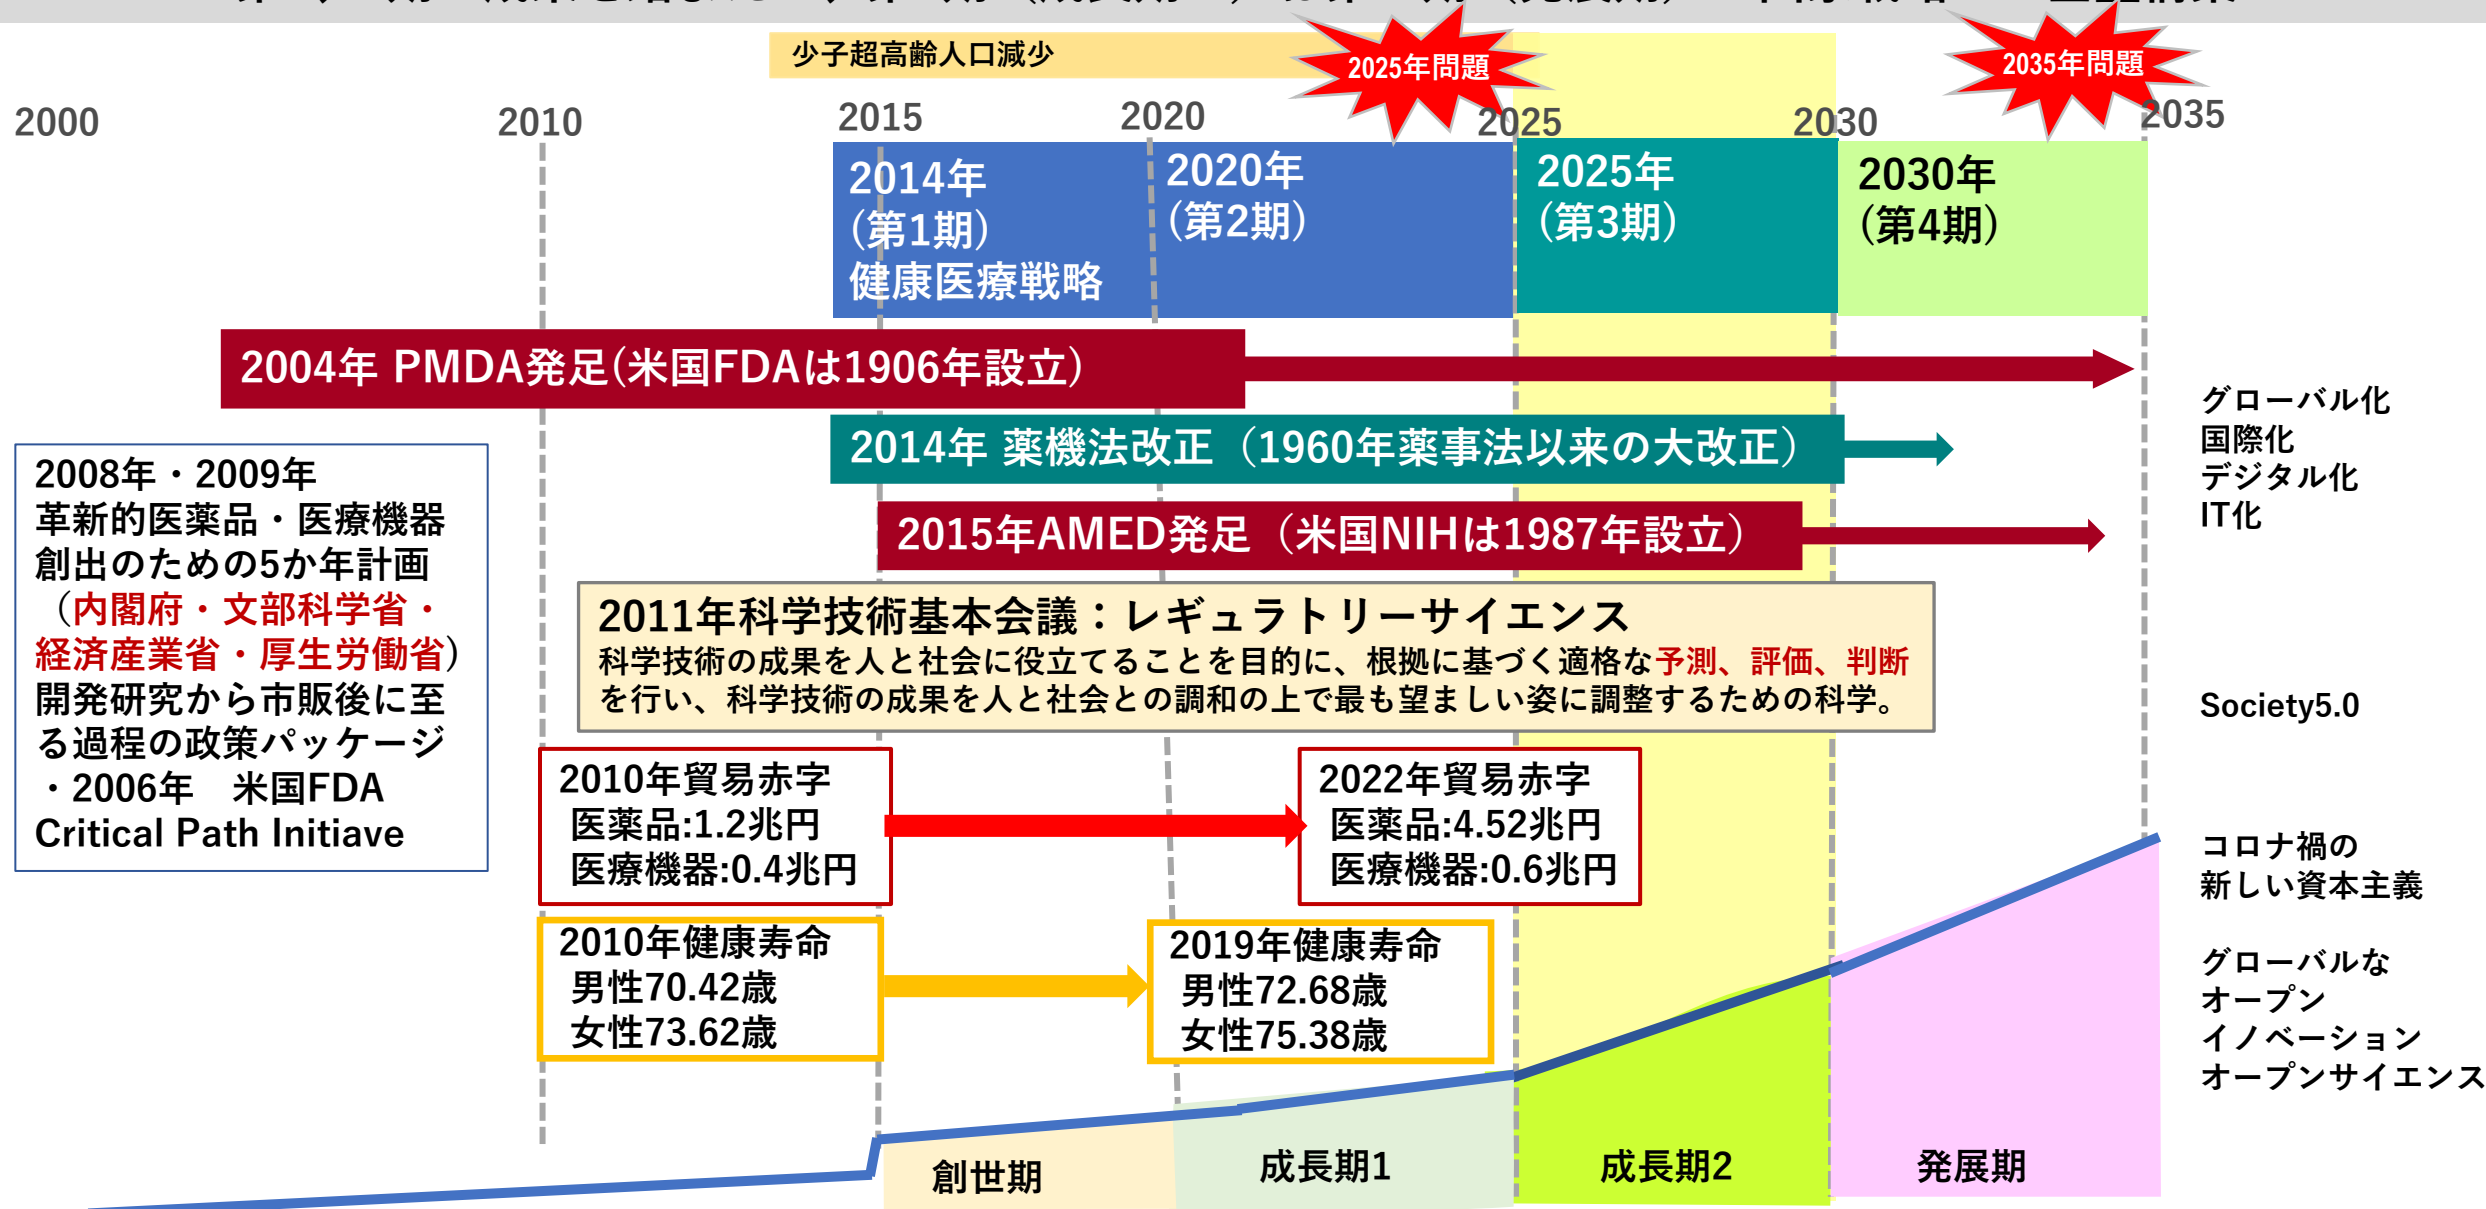 少子超高齢人口減少
2025年問題
2035年問題
2000
2010
2015
2020
2025
2030
2035
2014年
(第1期)
健康医療戦略
2020年
(第2期)
2025年
(第3期)
2030年
(第4期)
2004年 PMDA発足(米国FDAは1906年設立)
2014年 薬機法改正（1960年薬事法以来の大改正）
2015年AMED発足（米国NIHは1987年設立）
2008年・2009年
革新的医薬品・医療機器
創出のための5か年計画
（内閣府・文部科学省・
経済産業省・厚生労働省)
開発研究から市販後に至
る過程の政策パッケージ
・2006年　米国FDA
Critical Path Initiave
2011年科学技術基本会議：レギュラトリーサイエンス
科学技術の成果を人と社会に役立てることを目的に、根拠に基づく適格な予測、評価、判断
を行い、科学技術の成果を人と社会との調和の上で最も望ましい姿に調整するための科学。
2010年貿易赤字
医薬品:1.2兆円
医療機器:0.4兆円
2022年貿易赤字
医薬品:4.52兆円
医療機器:0.6兆円
2010年健康寿命
男性70.42歳
女性73.62歳
2019年健康寿命
男性72.68歳
女性75.38歳
創世期
成長期1
成長期2
発展期
グローバル化
国際化
デジタル化
IT化
Society5.0
コロナ禍の
新しい資本主義
グローバルな
オープン
イノベーション
オープンサイエンス